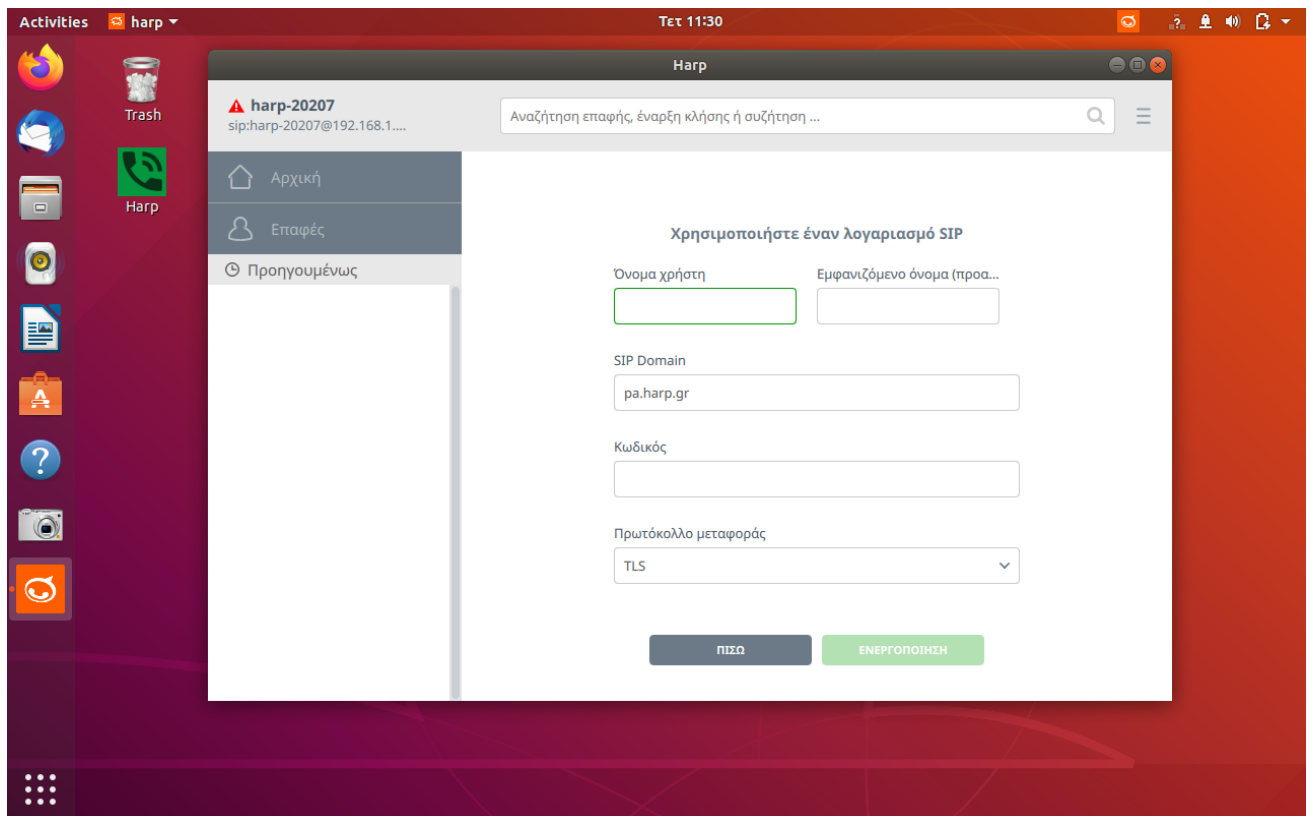 Activities
harp
Τετ 11:30
Trash
Harp
Harp
harp-20207
sip:harp-20207@192.168.1....
Αναζήτηση επαφής, έναρξη κλήσης ή συζήτηση ...
Αρχική
Επαφές
Προηγουμένως
Χρησιμοποιήστε έναν λογαριασμό SIP
Όνομα χρήστη
Εμφανιζόμενο όνομα (προα...
SIP Domain
pa.harp.gr
Κωδικός
Πρωτόκολλο μεταφοράς
TLS
ΠΙΣΩ
ΕΝΕΡΓΟΠΟΙΗΣΗ